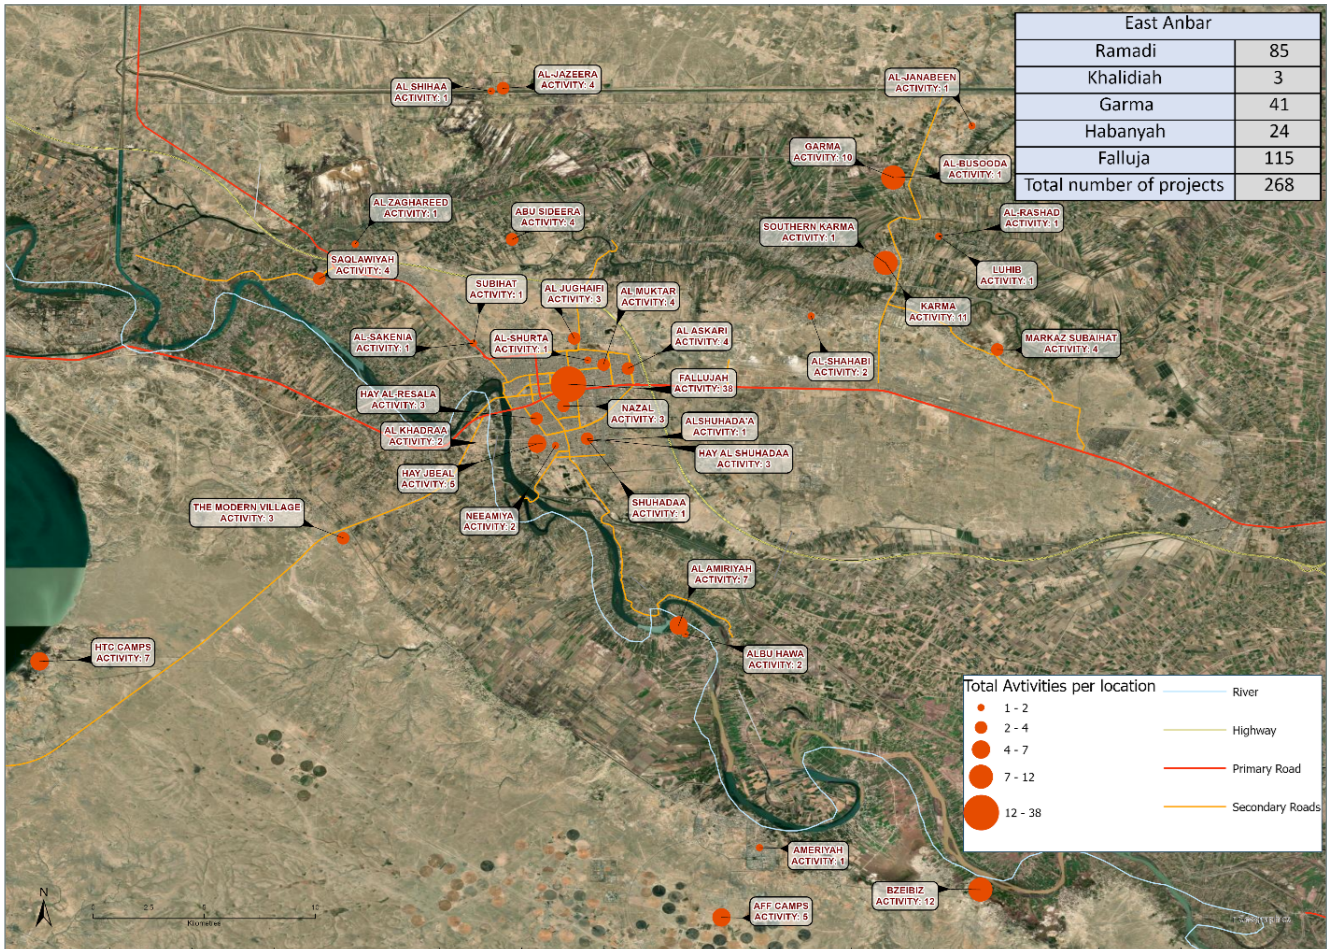 East Anbar
Ramadi 85
Khalidiah 3
Garma 41
Habanyah 24
Falluja 115
Total number of projects 268
AL SHIHAA
ACTIVITY: 1
AL-JAZEERA
ACTIVITY: 4
AL-JANABEEN
ACTIVITY: 1
GARMA
ACTIVITY: 10
AL-BUSOODA
ACTIVITY: 1
AL ZAGHAREED
ACTIVITY: 1
ABU SIDEERA
ACTIVITY: 4
SOUTHERN KARMA
ACTIVITY: 1
AL-RASHAD
ACTIVITY: 1
SAQLAWIYAH
ACTIVITY: 4
LUHIB
ACTIVITY: 1
SUBIHAT
ACTIVITY: 1
AL JUGHAIFI
ACTIVITY: 3
AL MUKTAR
ACTIVITY: 4
KARMA
ACTIVITY: 11
AL-SAKENIA
ACTIVITY: 1
AL-SHURTA
ACTIVITY: 1
AL ASKARI
ACTIVITY: 4
AL-SHAHABI
ACTIVITY: 2
MARKAZ SUBAIHAT
ACTIVITY: 4
FALLUJAH
ACTIVITY: 38
HAY AL-RESALA
ACTIVITY: 3
NAZAL
ACTIVITY: 3
AL KHADRAA
ACTIVITY: 2
ALSHUHADA'A
ACTIVITY: 1
HAY AL SHUHADAA
ACTIVITY: 3
HAY JBEAL
ACTIVITY: 5
SHUHADAA
ACTIVITY: 1
NEEAMIYA
ACTIVITY: 2
THE MODERN VILLAGE
ACTIVITY: 3
AL AMIRIYAH
ACTIVITY: 7
HTC CAMPS
ACTIVITY: 7
ALBU HAWA
ACTIVITY: 2
AMERIYAH
ACTIVITY: 1
BZEIBIZ
ACTIVITY: 12
AFF CAMPS
ACTIVITY: 5
Total Avtivities per location
1 - 2
2 - 4
4 - 7
7 - 12
12 - 38
River
Highway
Primary Road
Secondary Roads
N
0 2.5 5 10
Kilometres